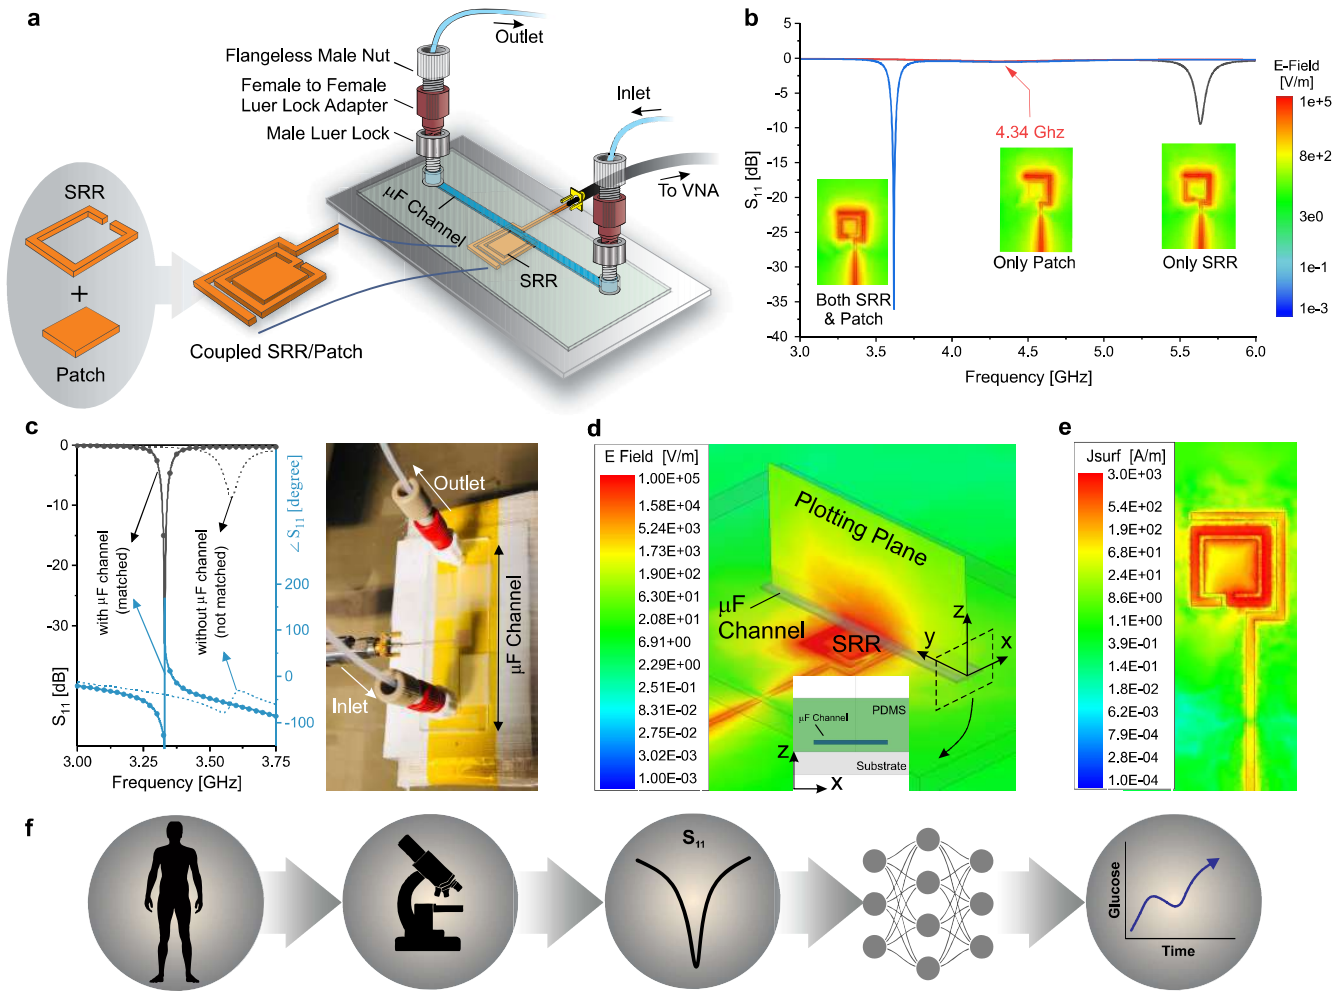 a
Outlet
Flangeless Male Nut
Female to Female
Luer Lock Adapter
Inlet
Male Luer Lock
To VNA
SRR
μF Channel
SRR
+
Patch
Coupled SRR/Patch
b
5
0
-5
-10
-15
-20
-25
-30
-35
-40
S11 [dB]
3.0
3.5
4.0
4.5
5.0
5.5
6.0
Frequency [GHz]
4.34 Ghz
Both SRR
& Patch
Only Patch
Only SRR
E-Field
[V/m]
1e+5
8e+2
3e0
1e-1
1e-3
c
0
-10
-20
-30
S11 [dB]
with μF channel
(matched)
without μF channel
(not matched)
∠ S11 [degree]
200
100
0
-100
3.00
3.25
3.50
3.75
Frequency [GHz]
Outlet
μF Channel
Inlet
d
E Field [V/m]
1.00E+05
1.58E+04
5.24E+03
1.73E+03
1.90E+02
6.30E+01
2.08E+01
6.91+00
2.29E+00
2.51E-01
8.31E-02
2.75E-02
3.02E-03
1.00E-03
Plotting Plane
μF
Channel
SRR
z
y
x
PDMS
μF Channel
Substrate
Z
X
e
Jsurf [A/m]
3.0E+03
5.4E+02
1.9E+02
6.8E+01
5.4E+01
8.6E+00
1.1E+00
3.9E-01
1.8E-02
6.2E-03
7.9E-04
2.8E-04
1.0E-04
f
S11
Glucose
Time